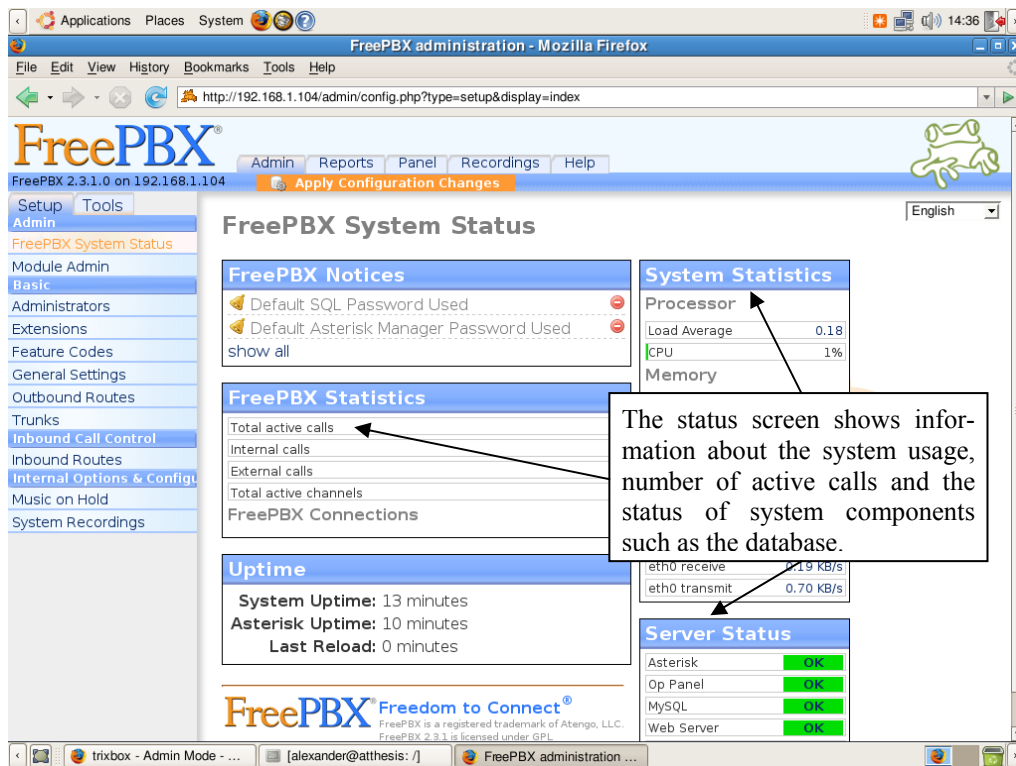 Applications Places System 14:36
FreePBX administration - Mozilla Firefox
File Edit View History Bookmarks Tools Help
http://192.168.1.104/admin/config.php?type=setup&display=index
FreePBX®
Admin Reports Panel Recordings Help
FreePBX 2.3.1.0 on 192.168.1.104
Apply Configuration Changes
Setup Tools
English
Admin
FreePBX System Status
Module Admin
Basic
Administrators
Extensions
Feature Codes
General Settings
Outbound Routes
Trunks
Inbound Call Control
Inbound Routes
Internal Options & Configu
Music on Hold
System Recordings
FreePBX System Status
FreePBX Notices
Default SQL Password Used
Default Asterisk Manager Password Used
show all
FreePBX Statistics
Total active calls
Internal calls
External calls
Total active channels
FreePBX Connections
Uptime
System Uptime: 13 minutes
Asterisk Uptime: 10 minutes
Last Reload: 0 minutes
FreePBX® Freedom to Connect®
FreePBX is a registered trademark of Atengo, LLC.
FreePBX 2.3.1 is licensed under GPL
System Statistics
Processor
Load Average 0.18
CPU 1%
Memory
The status screen shows infor-
mation about the system usage,
number of active calls and the
status of system components
such as the database.
eth0 receive 0.19 KB/s
eth0 transmit 0.70 KB/s
Server Status
Asterisk OK
Op Panel OK
MySQL OK
Web Server OK
trixbox - Admin Mode - ... [alexander@atthesis: /] FreePBX administration ...